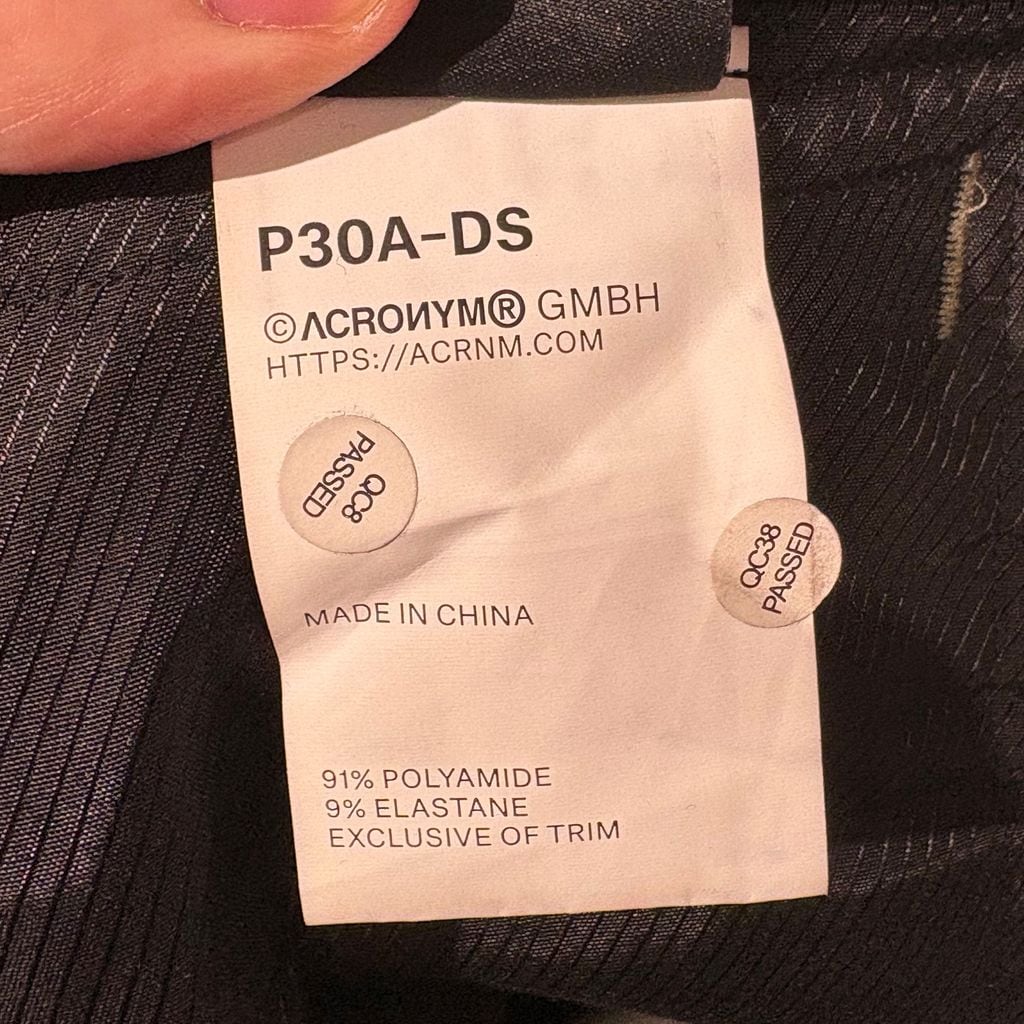 P30A-DS
©ΛCROИYM® GMBH
HTTPS://ACRNM.COM
QC8
PASSED
QC38
PASSED
MADE IN CHINA
91% POLYAMIDE
9% ELASTANE
EXCLUSIVE OF TRIM